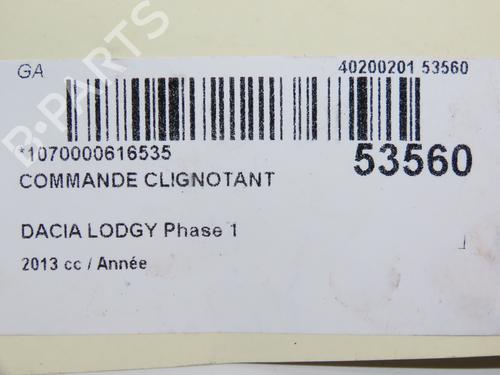 GA
40200201 53560
B-PARTS
*1070000616535
53560
COMMANDE CLIGNOTANT
DACIA LODGY Phase 1
2013 cc / Année